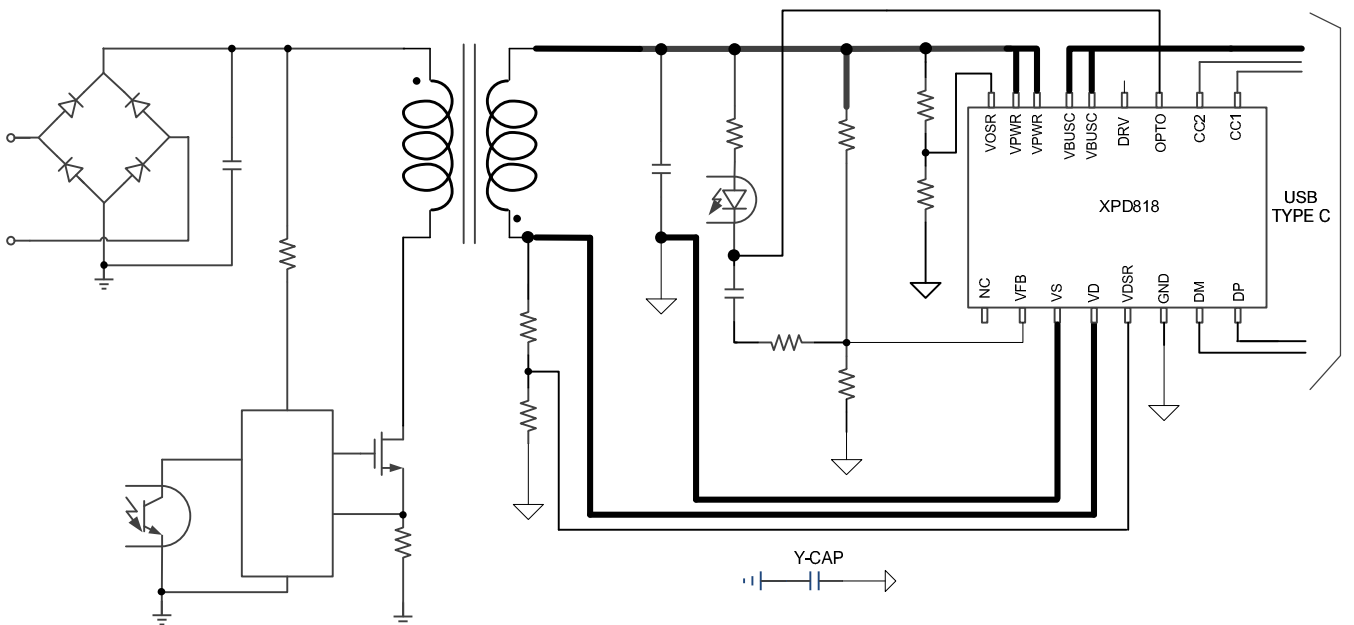 VOSR
VPWR
VPWR
VBUSC
VBUSC
DRV
OPTO
CC2
CC1
XPD818
USB
TYPE C
NC
VFB
VS
VD
VDSR
GND
DM
DP
Y-CAP